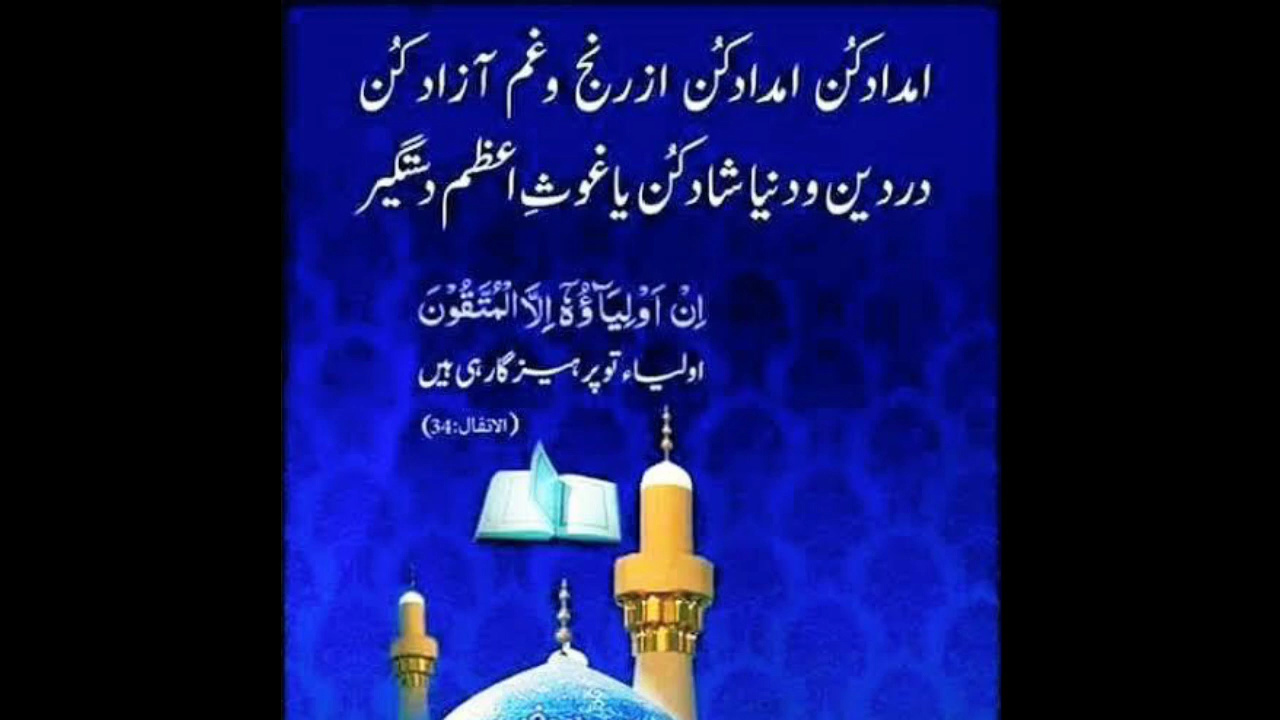 امداد کُن امداد کُن از رنج و غم آزاد کُن
در دین و دنیا شاد کُن یا غوثِ اعظم دستگیر
اِنْ اَوْلِیَآؤُہٗۤ اِلَّا الْمُتَّقُوْنَ
اولیاء تو پرہیزگار ہی ہیں
(الانفال:34)